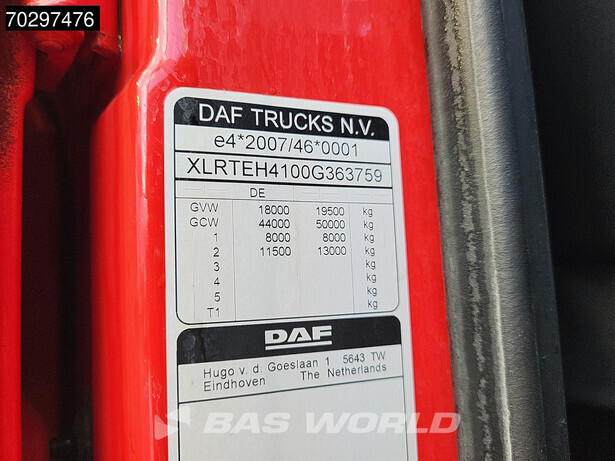 70297476
DAF TRUCKS N.V.
e4*2007/46*0001
XLRTEH4100G363759
DE
GVW 18000 19500 kg
GCW 44000 50000 kg
1 8000 8000 kg
2 11500 13000 kg
3 kg
4 kg
5 kg
T1 kg
DAF
Hugo v. d. Goeslaan 1 5643 TW
Eindhoven The Netherlands
BAS WORLD